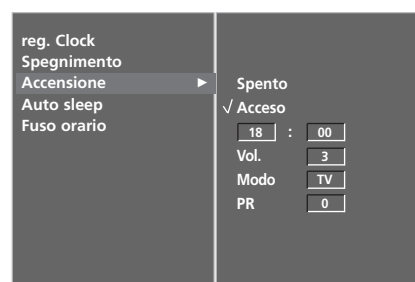 reg. Clock
Spegnimento
Accensione ►
Auto sleep
Fuso orario
Spento
√ Acceso
18 : 00
Vol. 3
Modo TV
PR 0